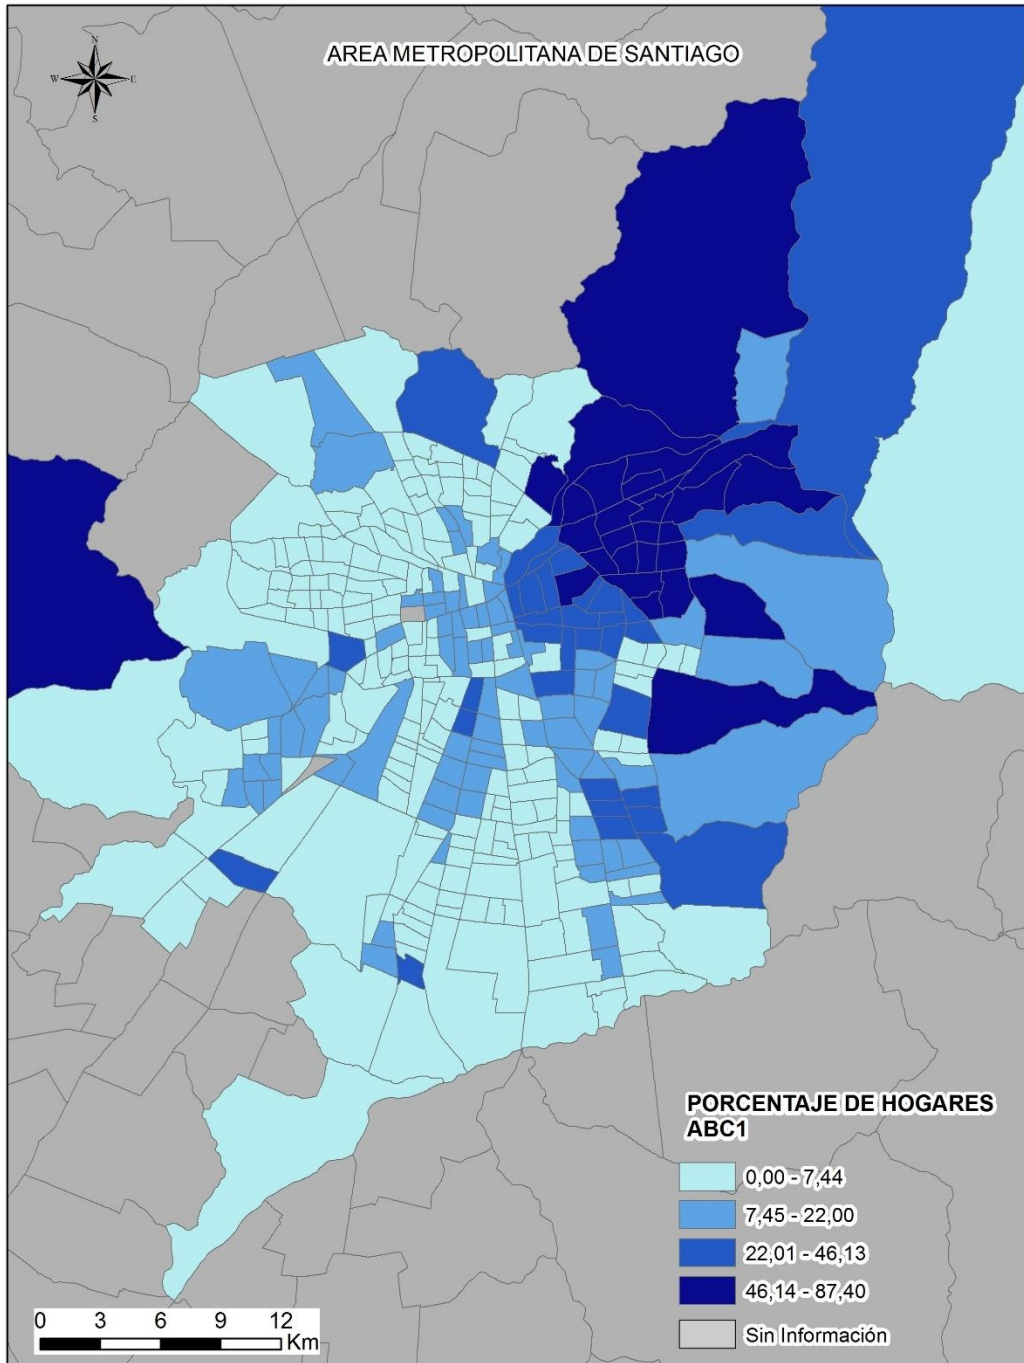 AREA METROPOLITANA DE SANTIAGO
N
W E
S
PORCENTAJE DE HOGARES
ABC1
0,00 - 7,44
7,45 - 22,00
22,01 - 46,13
46,14 - 87,40
Sin Información
0 3 6 9 12
Km